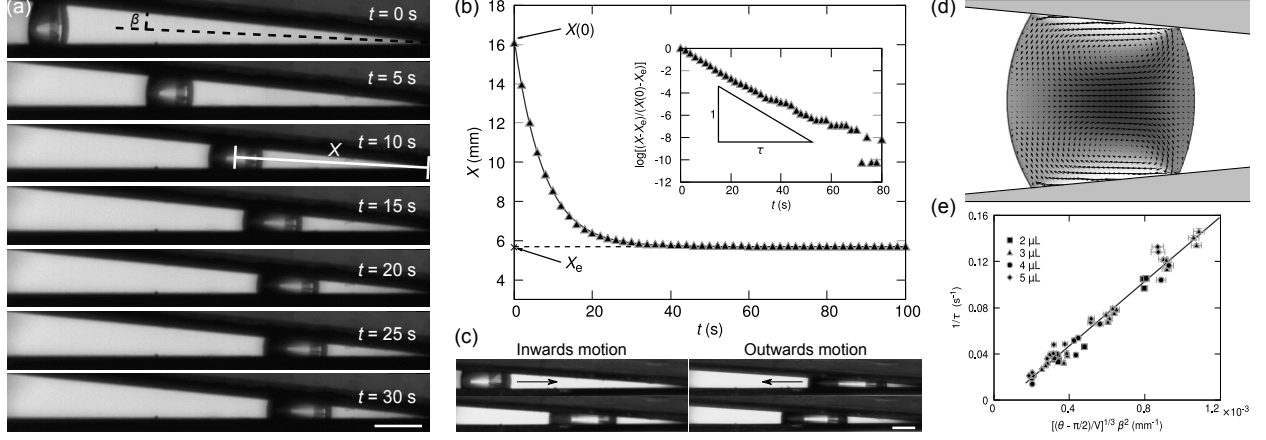 (a)
t = 0 s
β
t = 5 s
t = 10 s
X
t = 15 s
t = 20 s
t = 25 s
t = 30 s
(b)
X (mm)
18
16
14
12
10
8
6
4
X(0)
Xₑ
0
20
40
60
80
100
t (s)
log[(X-Xₑ)/(X(0)-Xₑ)]
0
-2
-4
-6
-8
-10
-12
1
τ
0
20
40
60
80
t (s)
(c)
Inwards motion
Outwards motion
(d)
(e)
1/τ (s⁻¹)
0.16
0.12
0.08
0.04
0.00
2 µL
3 µL
4 µL
5 µL
0
0.4
0.8
1.2
×10⁻³
[(θ - π/2)/V]¹ᐟ³ β² (mm⁻¹)